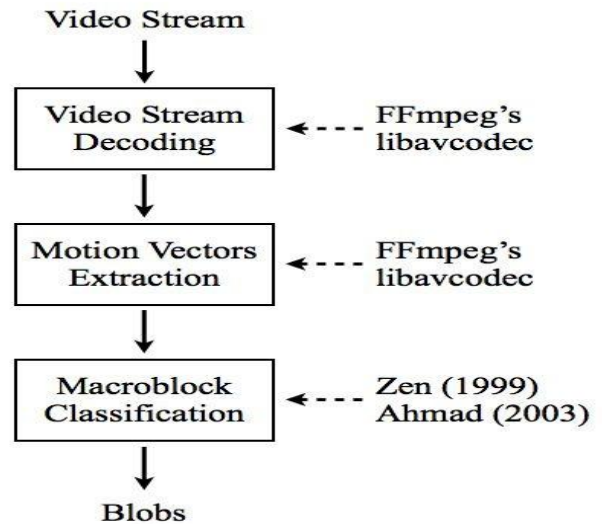 Video Stream
Video Stream
Decoding
FFmpeg's
libavcodec
Motion Vectors
Extraction
FFmpeg's
libavcodec
Macroblock
Classification
Zen (1999)
Ahmad (2003)
Blobs